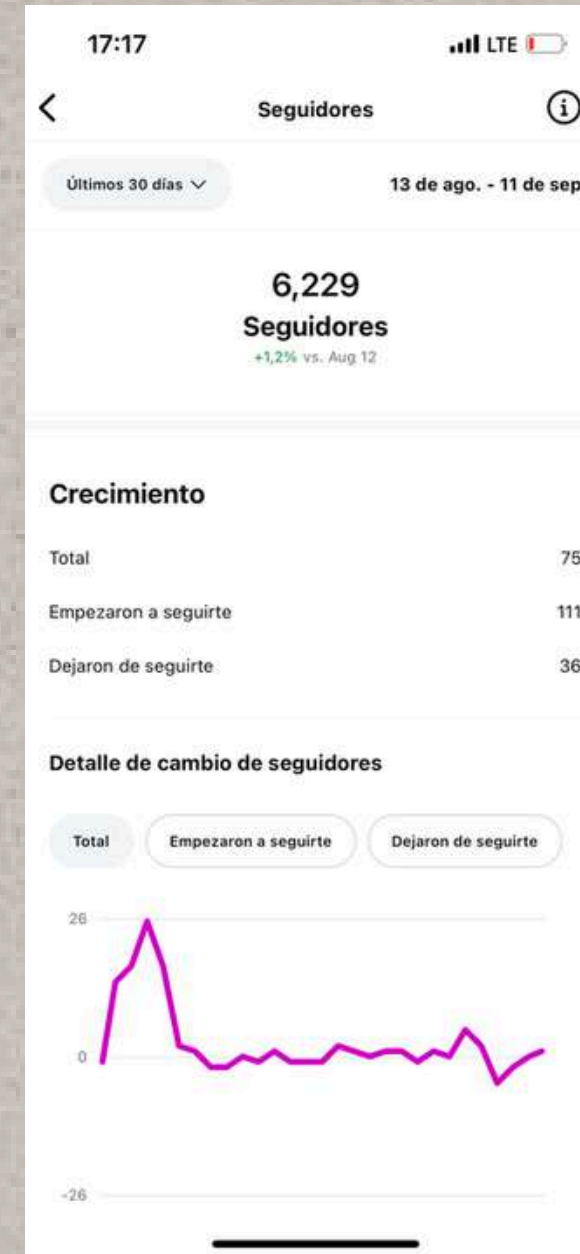 17:17
LTE
Seguidores
Últimos 30 días
13 de ago. - 11 de sep
6,229
Seguidores
+1,2% vs. Aug 12
Crecimiento
Total 75
Empezaron a seguirte 111
Dejaron de seguirte 36
Detalle de cambio de seguidores
Total Empezaron a seguirte Dejaron de seguirte
26
0
-26